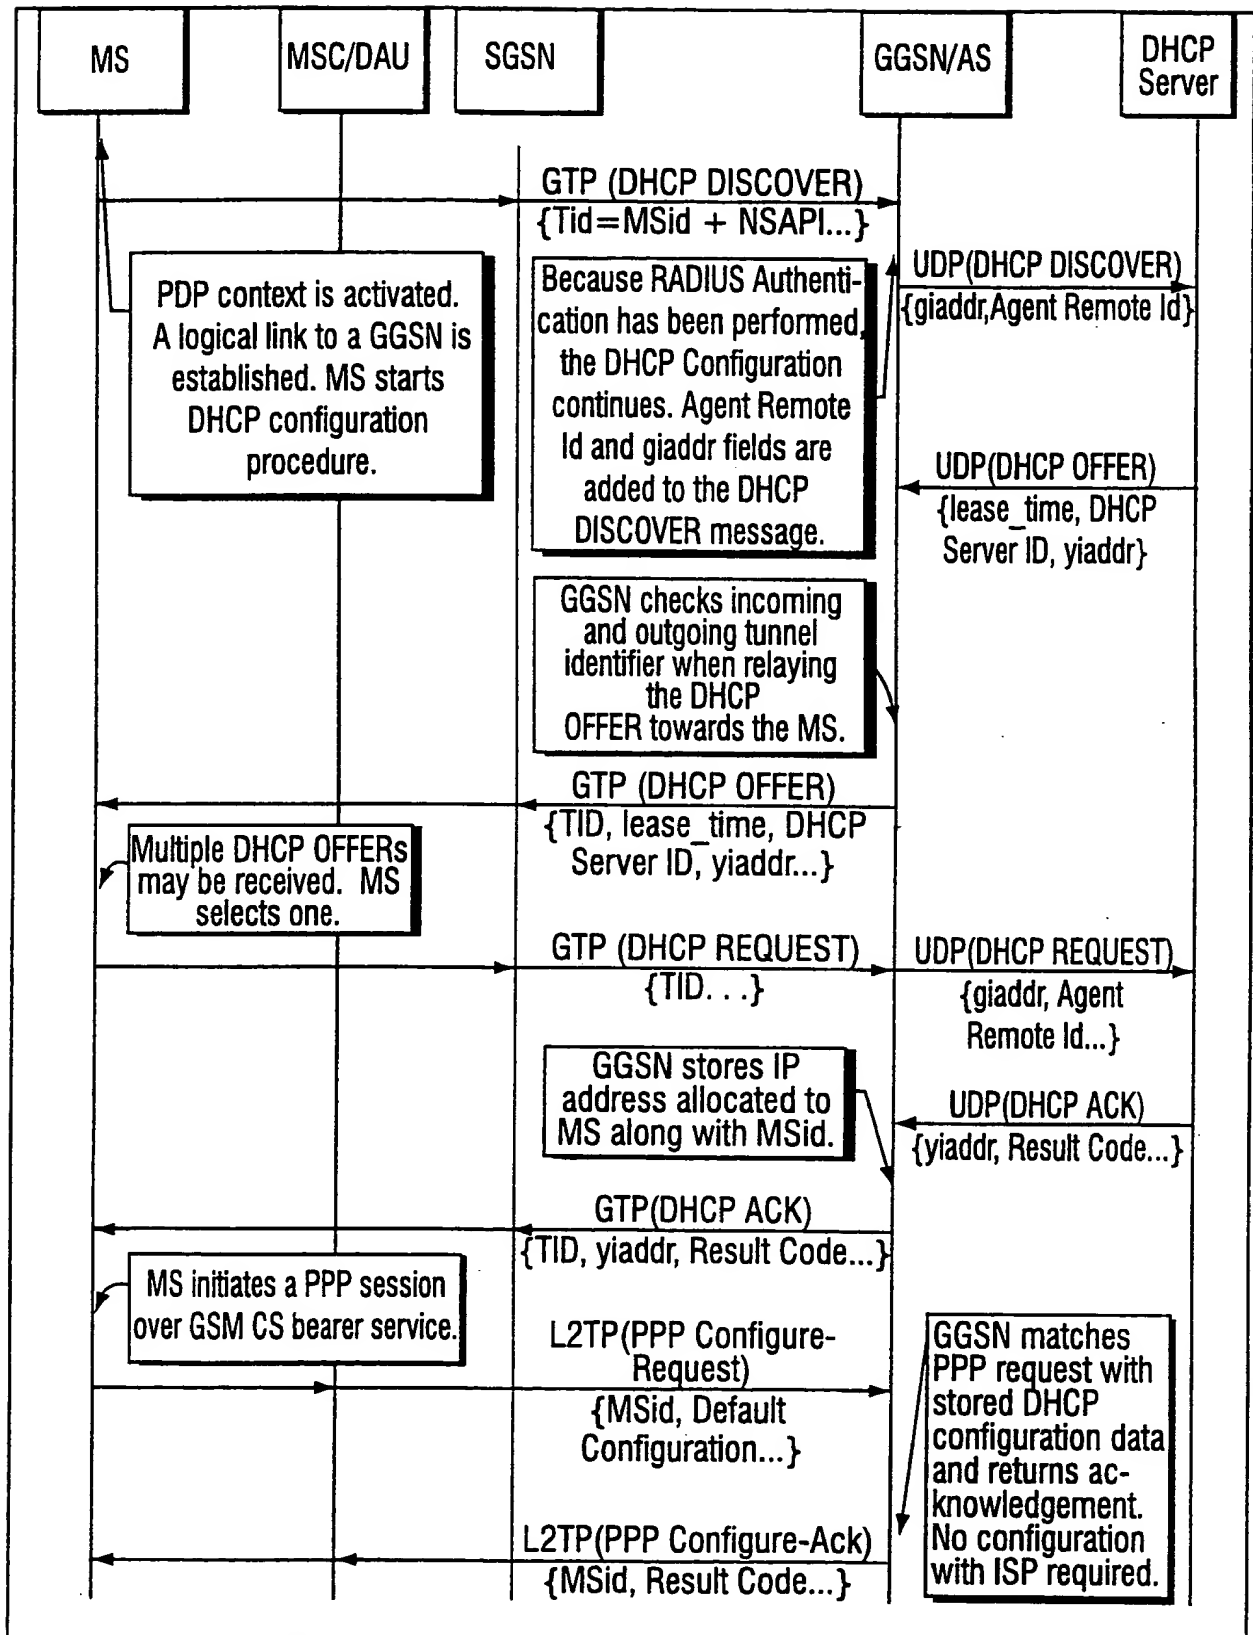 MS
MSC/DAU
SGSN
GGSN/AS
DHCP
Server
GTP (DHCP DISCOVER)
{Tid=MSid + NSAPI...}
PDP context is activated.
A logical link to a GGSN is
established. MS starts
DHCP configuration
procedure.
Because RADIUS Authenti-
cation has been performed,
the DHCP Configuration
continues. Agent Remote
Id and giaddr fields are
added to the DHCP
DISCOVER message.
UDP(DHCP DISCOVER)
{giaddr,Agent Remote Id}
UDP(DHCP OFFER)
{lease_time, DHCP
Server ID, yiaddr}
GGSN checks incoming
and outgoing tunnel
identifier when relaying
the DHCP
OFFER towards the MS.
GTP (DHCP OFFER)
{TID, lease_time, DHCP
Server ID, yiaddr...}
Multiple DHCP OFFERs
may be received. MS
selects one.
GTP (DHCP REQUEST)
{TID. . .}
UDP(DHCP REQUEST)
{giaddr, Agent
Remote Id...}
GGSN stores IP
address allocated to
MS along with MSid.
UDP(DHCP ACK)
{yiaddr, Result Code...}
GTP(DHCP ACK)
{TID, yiaddr, Result Code...}
MS initiates a PPP session
over GSM CS bearer service.
L2TP(PPP Configure-
Request)
{MSid, Default
Configuration...}
GGSN matches
PPP request with
stored DHCP
configuration data
and returns ac-
knowledgement.
No configuration
with ISP required.
L2TP(PPP Configure-Ack)
{MSid, Result Code...}